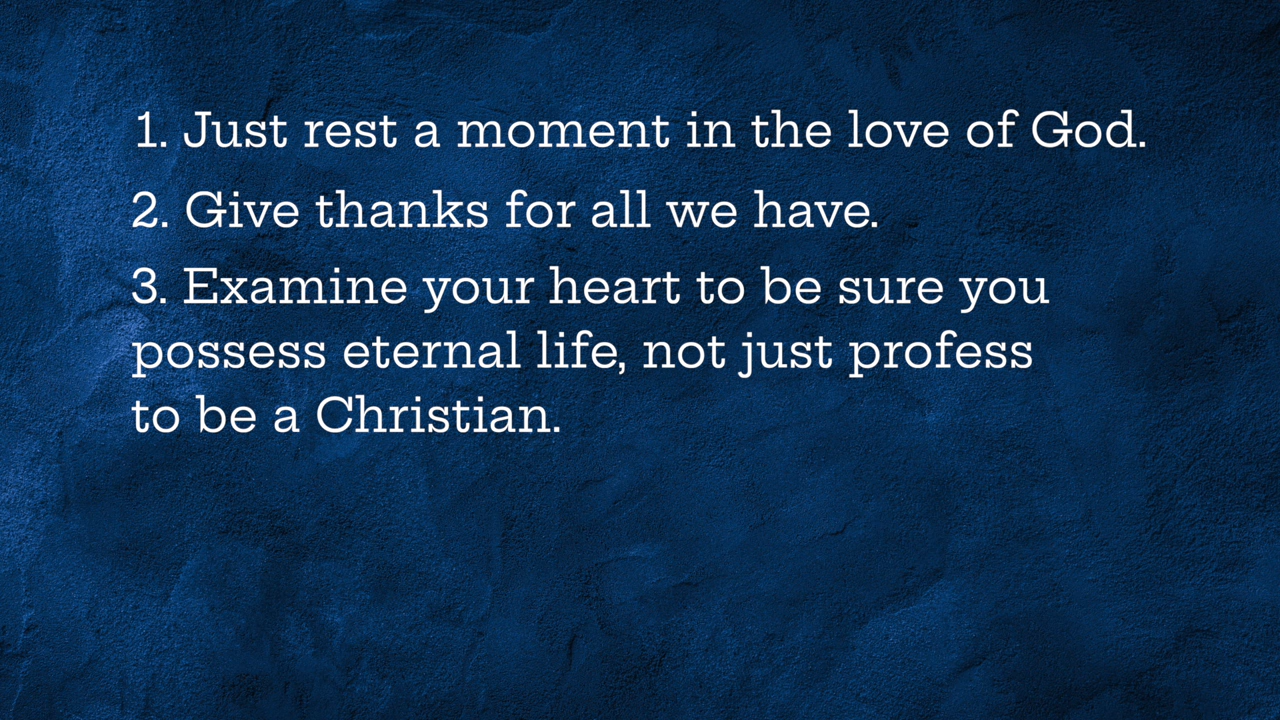 1. Just rest a moment in the love of God.
2. Give thanks for all we have.
3. Examine your heart to be sure you
possess eternal life, not just profess
to be a Christian.